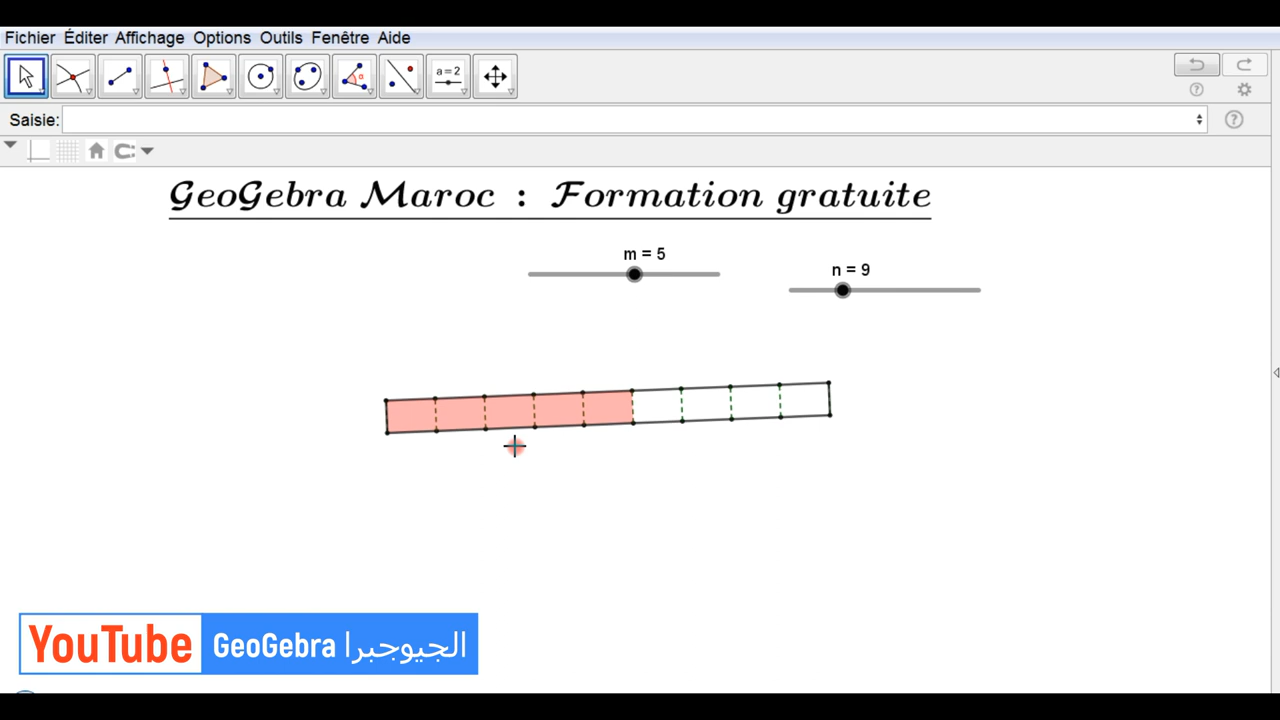 Fichier Éditer Affichage Options Outils Fenêtre Aide
a=2
Saisie:
GeoGebra Maroc : Formation gratuite
m = 5
n = 9
YouTube GeoGebra الجيوجبرا